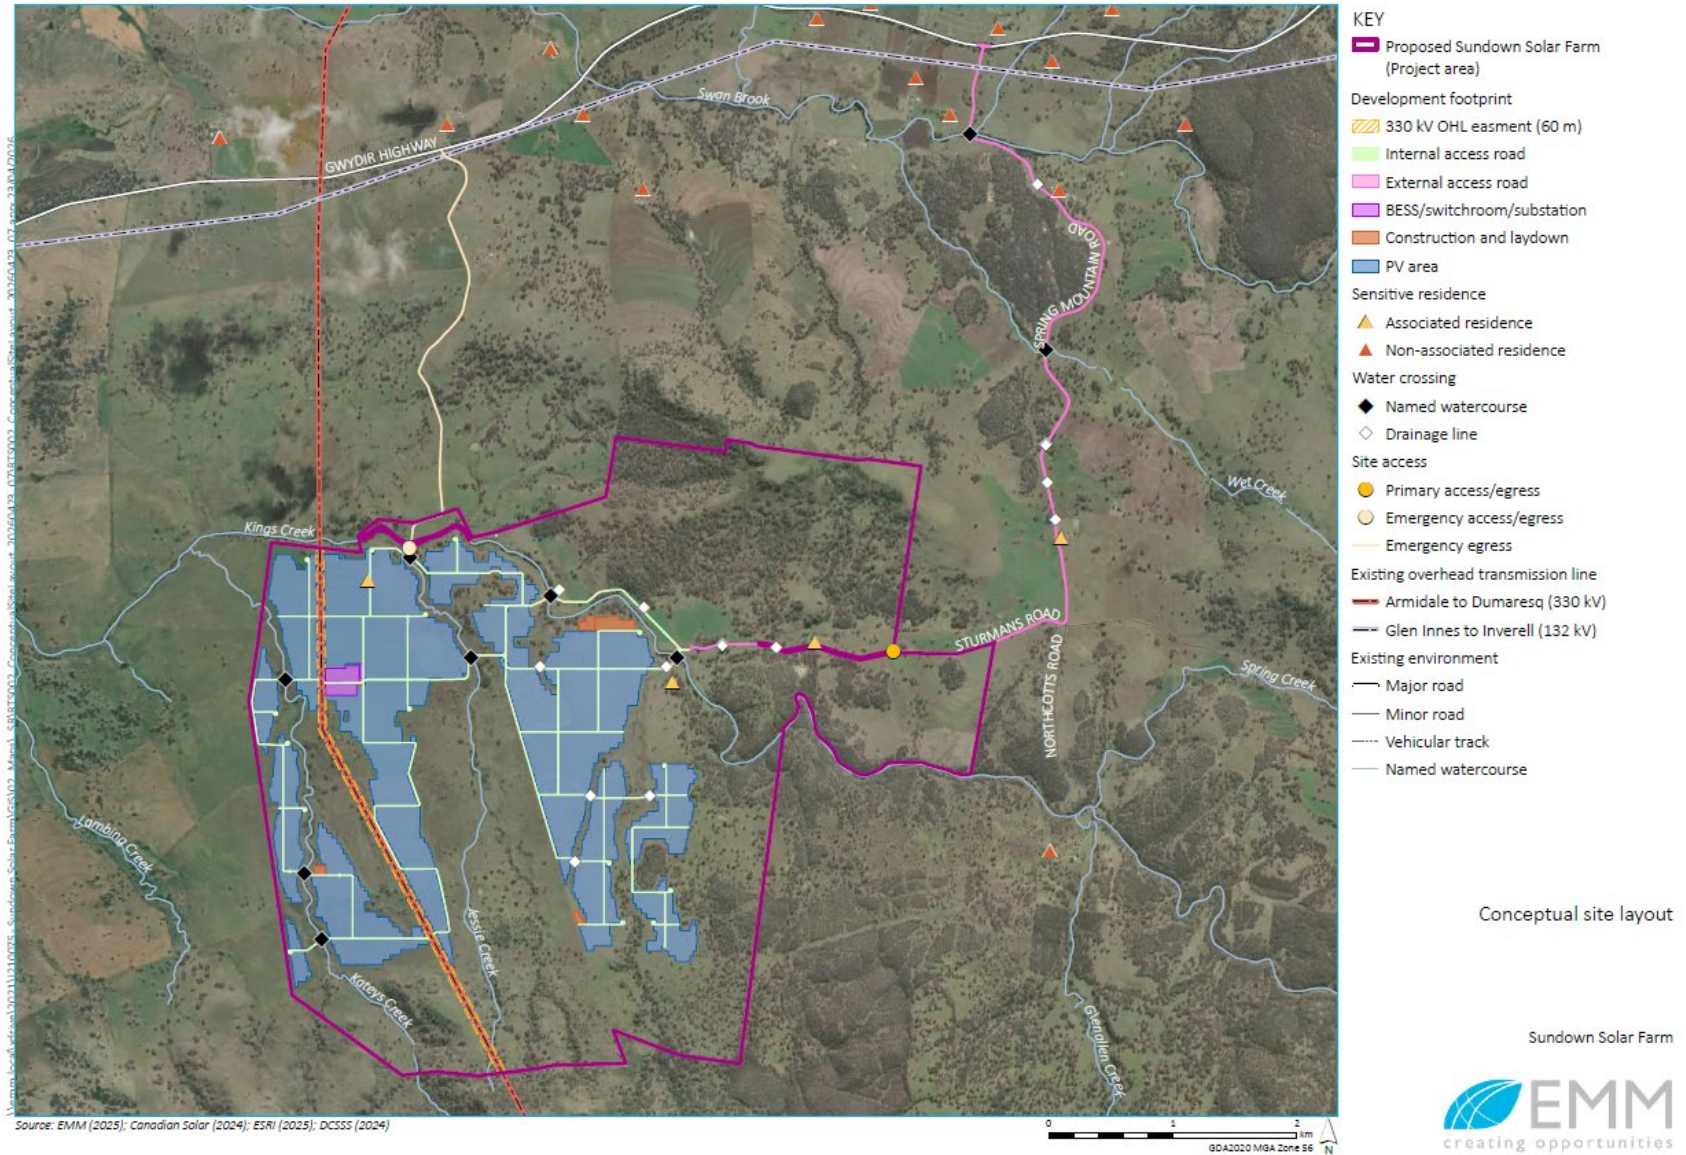 Swan Brook
GWYDIR HIGHWAY
SPRING MOUNTAIN ROAD
Wet Creek
Kings Creek
STURMANS ROAD
NORTHCOTTS ROAD
Spring Creek
Lambing Creek
Jessie Creek
Kateys Creek
Glenallen Creek
KEY
Proposed Sundown Solar Farm
(Project area)
Development footprint
330 kV OHL easment (60 m)
Internal access road
External access road
BESS/switchroom/substation
Construction and laydown
PV area
Sensitive residence
Associated residence
Non-associated residence
Water crossing
Named watercourse
Drainage line
Site access
Primary access/egress
Emergency access/egress
Emergency egress
Existing overhead transmission line
Armidale to Dumaresq (330 kV)
Glen Innes to Inverell (132 kV)
Existing environment
Major road
Minor road
Vehicular track
Named watercourse
Conceptual site layout
Sundown Solar Farm
EMM
creating opportunities
Source: EMM (2025); Canadian Solar (2024); ESRI (2025); DCSSS (2024)
0 1 2
km
GDA2020 MGA Zone 56
N